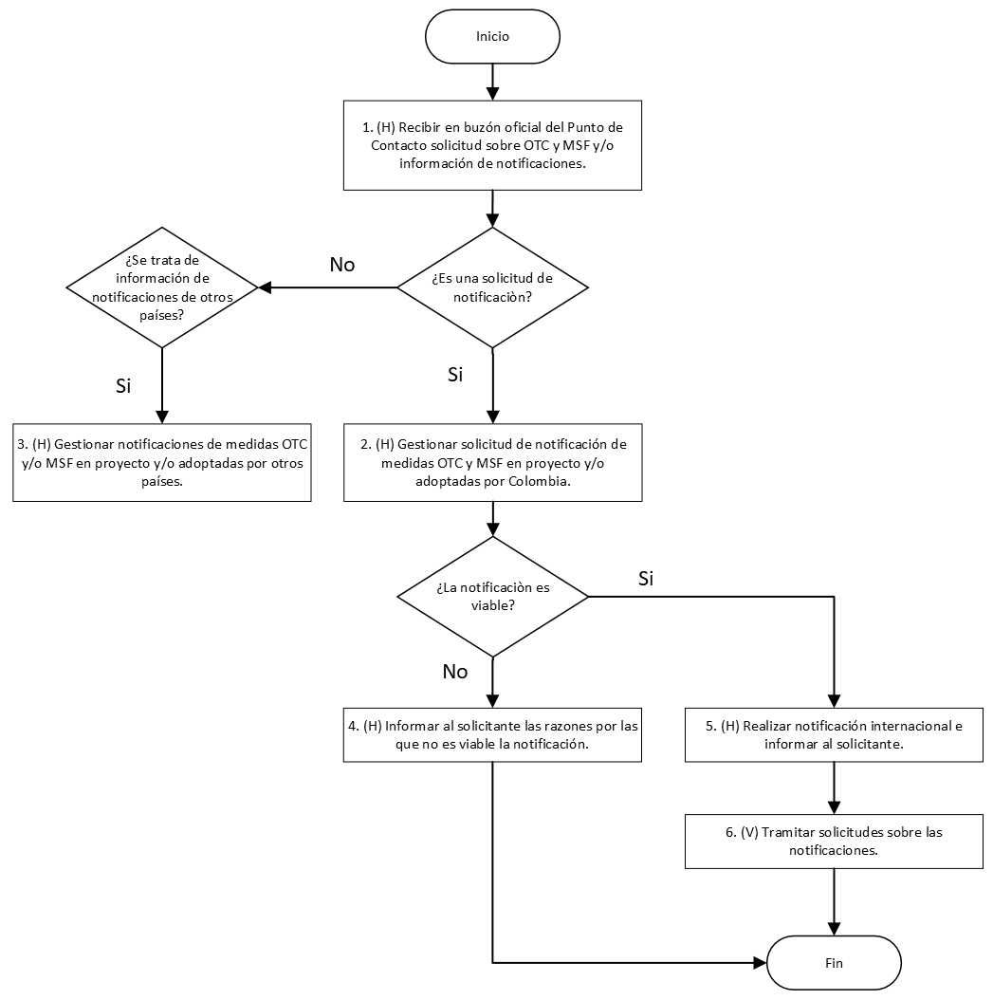 Inicio
1. (H) Recibir en buzón oficial del Punto de
Contacto solicitud sobre OTC y MSF y/o
información de notificaciones.
¿Es una solicitud de
notificaciòn?
No
¿Se trata de
información de
notificaciones de otros
países?
Si
Si
3. (H) Gestionar notificaciones de medidas OTC
y/o MSF en proyecto y/o adoptadas por otros
países.
2. (H) Gestionar solicitud de notificación de
medidas OTC y MSF en proyecto y/o
adoptadas por Colombia.
¿La notificaciòn es
viable?
Si
No
4. (H) Informar al solicitante las razones por las
que no es viable la notificación.
5. (H) Realizar notificación internacional e
informar al solicitante.
6. (V) Tramitar solicitudes sobre las
notificaciones.
Fin